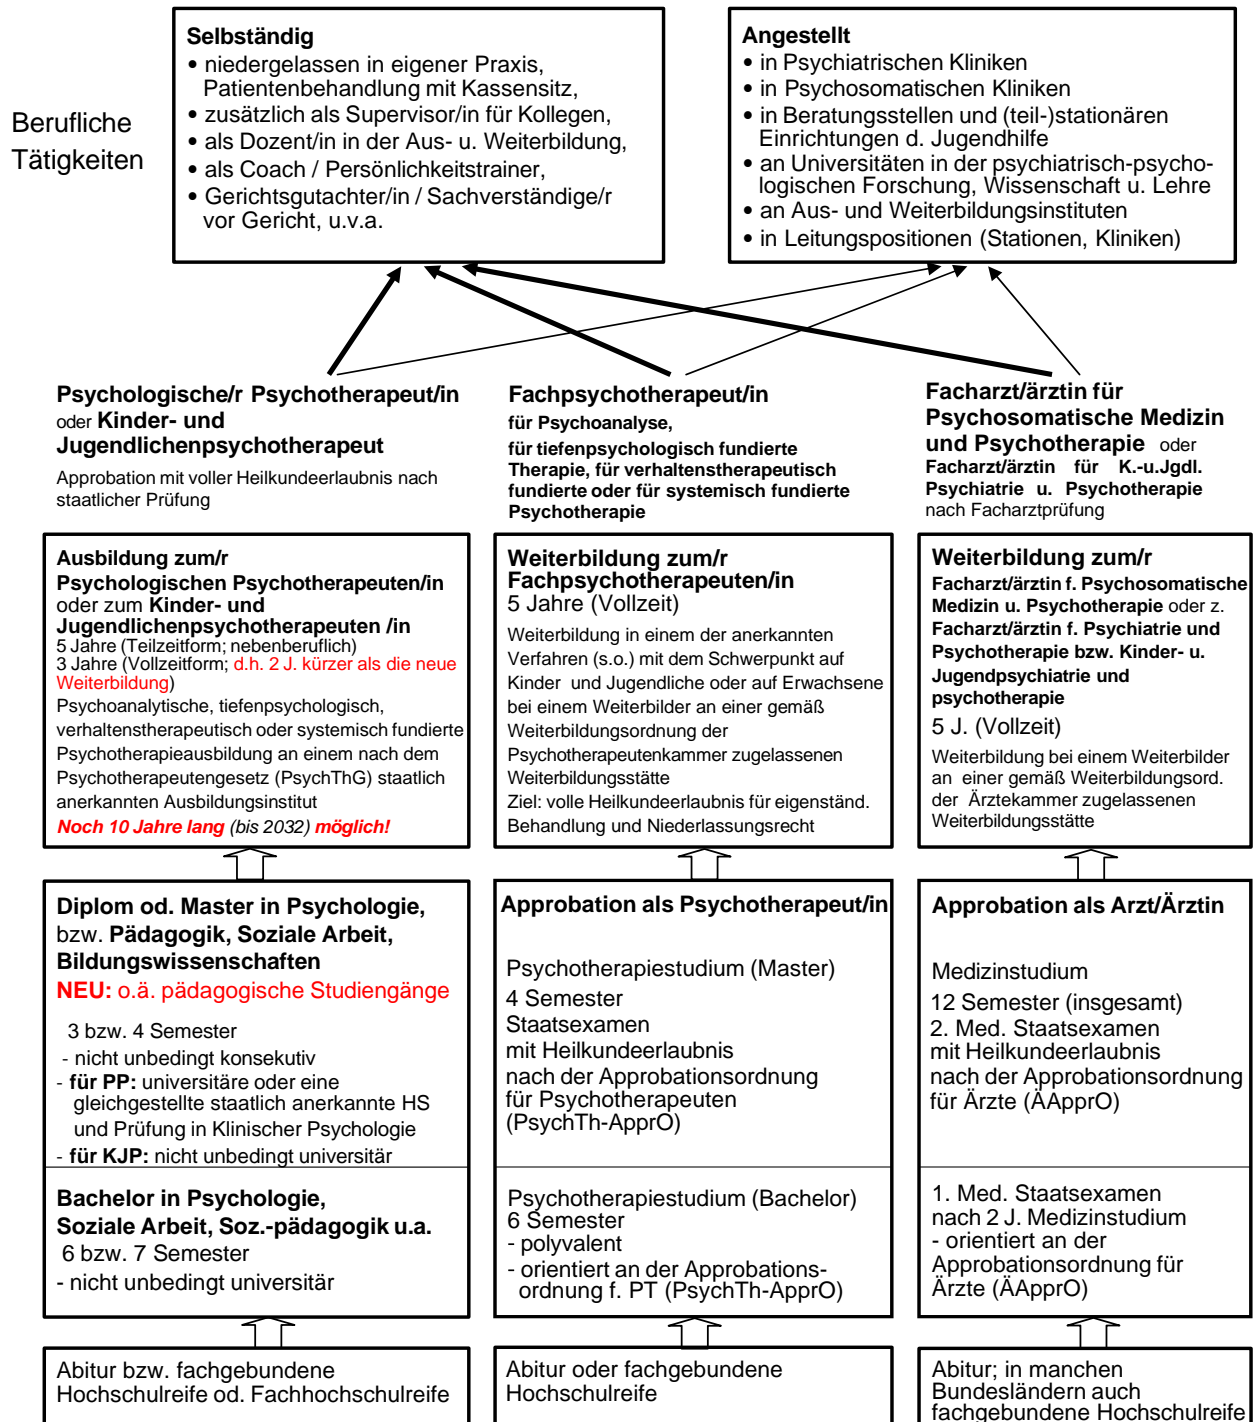 Berufliche
Tätigkeiten
Selbständig
• niedergelassen in eigener Praxis,
Patientenbehandlung mit Kassensitz,
• zusätzlich als Supervisor/in für Kollegen,
• als Dozent/in in der Aus- u. Weiterbildung,
• als Coach / Persönlichkeitstrainer,
• Gerichtsgutachter/in / Sachverständige/r
vor Gericht, u.v.a.
Angestellt
• in Psychiatrischen Kliniken
• in Psychosomatischen Kliniken
• in Beratungsstellen und (teil-)stationären
Einrichtungen d. Jugendhilfe
• an Universitäten in der psychiatrisch-psycho-
logischen Forschung, Wissenschaft u. Lehre
• an Aus- und Weiterbildungsinstituten
• in Leitungspositionen (Stationen, Kliniken)
Psychologische/r Psychotherapeut/in
oder Kinder- und
Jugendlichenpsychotherapeut
Approbation mit voller Heilkundeerlaubnis nach
staatlicher Prüfung
Fachpsychotherapeut/in
für Psychoanalyse,
für tiefenpsychologisch fundierte
Therapie, für verhaltenstherapeutisch
fundierte oder für systemisch fundierte
Psychotherapie
Facharzt/ärztin für
Psychosomatische Medizin
und Psychotherapie oder
Facharzt/ärztin für K.-u.Jgdl.
Psychiatrie u. Psychotherapie
nach Facharztprüfung
Ausbildung zum/r
Psychologischen Psychotherapeuten/in
oder zum Kinder- und
Jugendlichenpsychotherapeuten /in
5 Jahre (Teilzeitform; nebenberuflich)
3 Jahre (Vollzeitform; d.h. 2 J. kürzer als die neue
Weiterbildung)
Psychoanalytische, tiefenpsychologisch,
verhaltenstherapeutisch oder systemisch fundierte
Psychotherapieausbildung an einem nach dem
Psychotherapeutengesetz (PsychThG) staatlich
anerkannten Ausbildungsinstitut
Noch 10 Jahre lang (bis 2032) möglich!
Weiterbildung zum/r
Fachpsychotherapeuten/in
5 Jahre (Vollzeit)
Weiterbildung in einem der anerkannten
Verfahren (s.o.) mit dem Schwerpunkt auf
Kinder und Jugendliche oder auf Erwachsene
bei einem Weiterbilder an einer gemäß
Weiterbildungsordnung der
Psychotherapeutenkammer zugelassenen
Weiterbildungsstätte
Ziel: volle Heilkundeerlaubnis für eigenständ.
Behandlung und Niederlassungsrecht
Weiterbildung zum/r
Facharzt/ärztin f. Psychosomatische
Medizin u. Psychotherapie oder z.
Facharzt/ärztin f. Psychiatrie und
Psychotherapie bzw. Kinder- u.
Jugendpsychiatrie und
psychotherapie
5 J. (Vollzeit)
Weiterbildung bei einem Weiterbilder
an einer gemäß Weiterbildungsord.
der Ärztekammer zugelassenen
Weiterbildungsstätte
Diplom od. Master in Psychologie,
bzw. Pädagogik, Soziale Arbeit,
Bildungswissenschaften
NEU: o.ä. pädagogische Studiengänge
3 bzw. 4 Semester
- nicht unbedingt konsekutiv
- für PP: universitäre oder eine
gleichgestellte staatlich anerkannte HS
und Prüfung in Klinischer Psychologie
- für KJP: nicht unbedingt universitär
Bachelor in Psychologie,
Soziale Arbeit, Soz.-pädagogik u.a.
6 bzw. 7 Semester
- nicht unbedingt universitär
Approbation als Psychotherapeut/in
Psychotherapiestudium (Master)
4 Semester
Staatsexamen
mit Heilkundeerlaubnis
nach der Approbationsordnung
für Psychotherapeuten
(PsychTh-ApprO)
Psychotherapiestudium (Bachelor)
6 Semester
- polyvalent
- orientiert an der Approbations-
ordnung f. PT (PsychTh-ApprO)
Approbation als Arzt/Ärztin
Medizinstudium
12 Semester (insgesamt)
2. Med. Staatsexamen
mit Heilkundeerlaubnis
nach der Approbationsordnung
für Ärzte (ÄApprO)
1. Med. Staatsexamen
nach 2 J. Medizinstudium
- orientiert an der
Approbationsordnung für
Ärzte (ÄApprO)
Abitur bzw. fachgebundene
Hochschulreife od. Fachhochschulreife
Abitur oder fachgebundene
Hochschulreife
Abitur; in manchen
Bundesländern auch
fachgebundene Hochschulreife